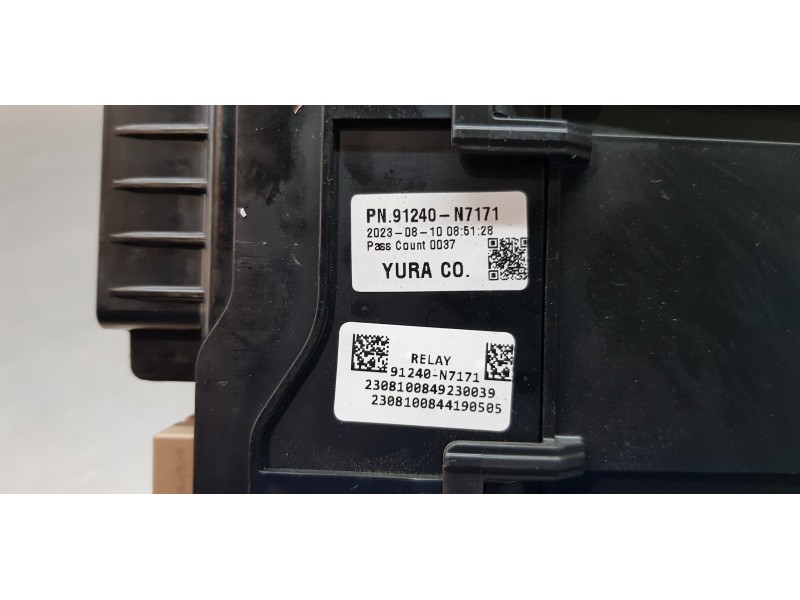 PN.91240-N7171
2023-08-10 08:51:28
Pass Count 0037
YURA CO.
RELAY
91240-N7171
2308100849230039
2308100844190505